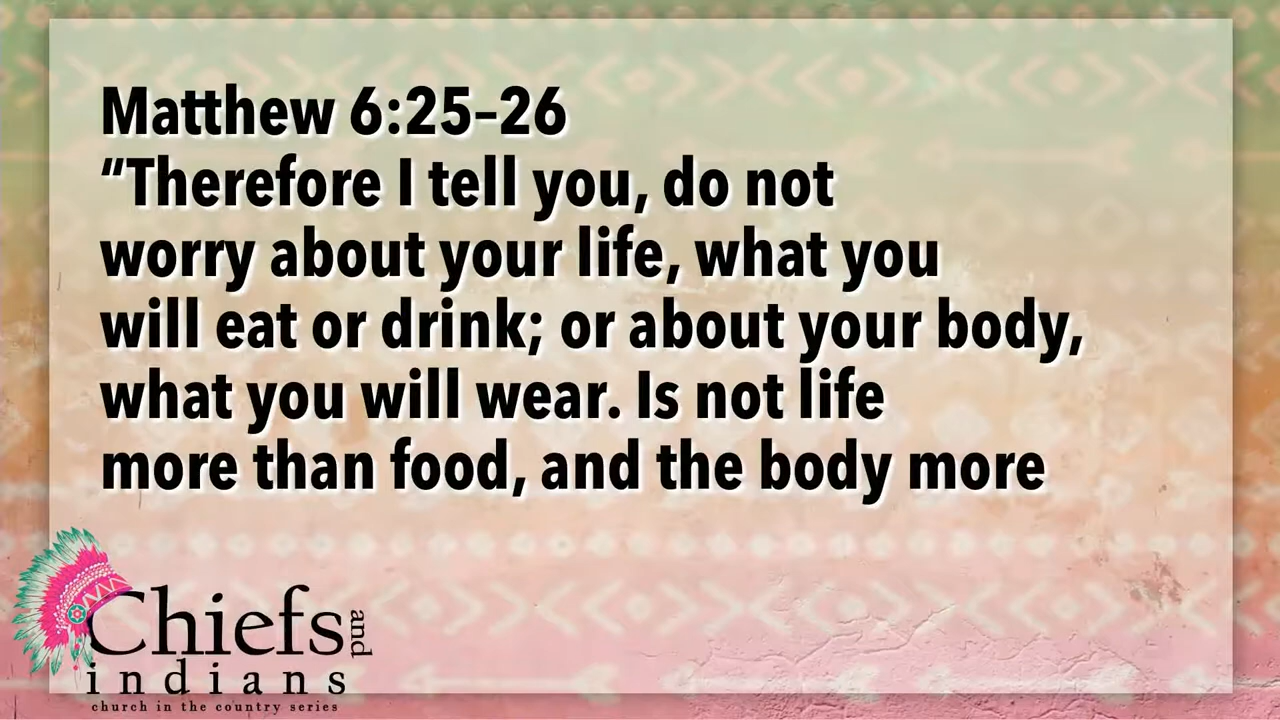 Matthew 6:25–26
“Therefore I tell you, do not
worry about your life, what you
will eat or drink; or about your body,
what you will wear. Is not life
more than food, and the body more
Chiefs and
indians
church in the country series